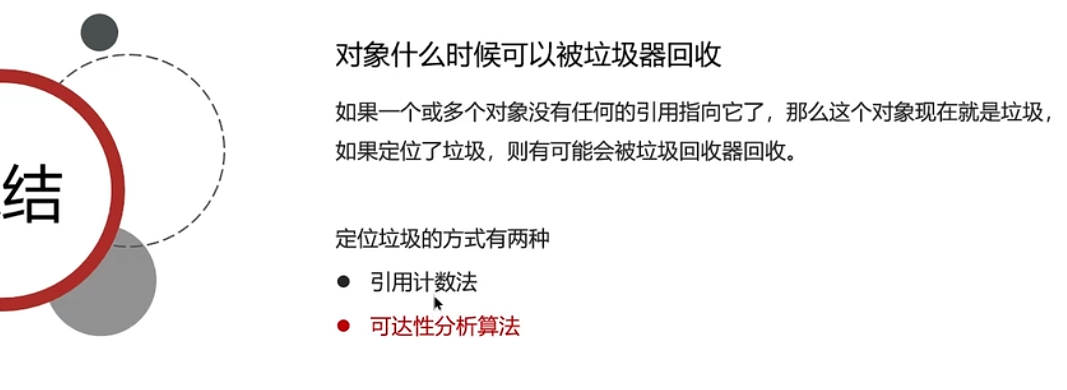 结
对象什么时候可以被垃圾器回收
如果一个或多个对象没有任何的引用指向它了，那么这个对象现在就是垃圾，
如果定位了垃圾，则有可能会被垃圾回收器回收。
定位垃圾的方式有两种
● 引用计数法
● 可达性分析算法